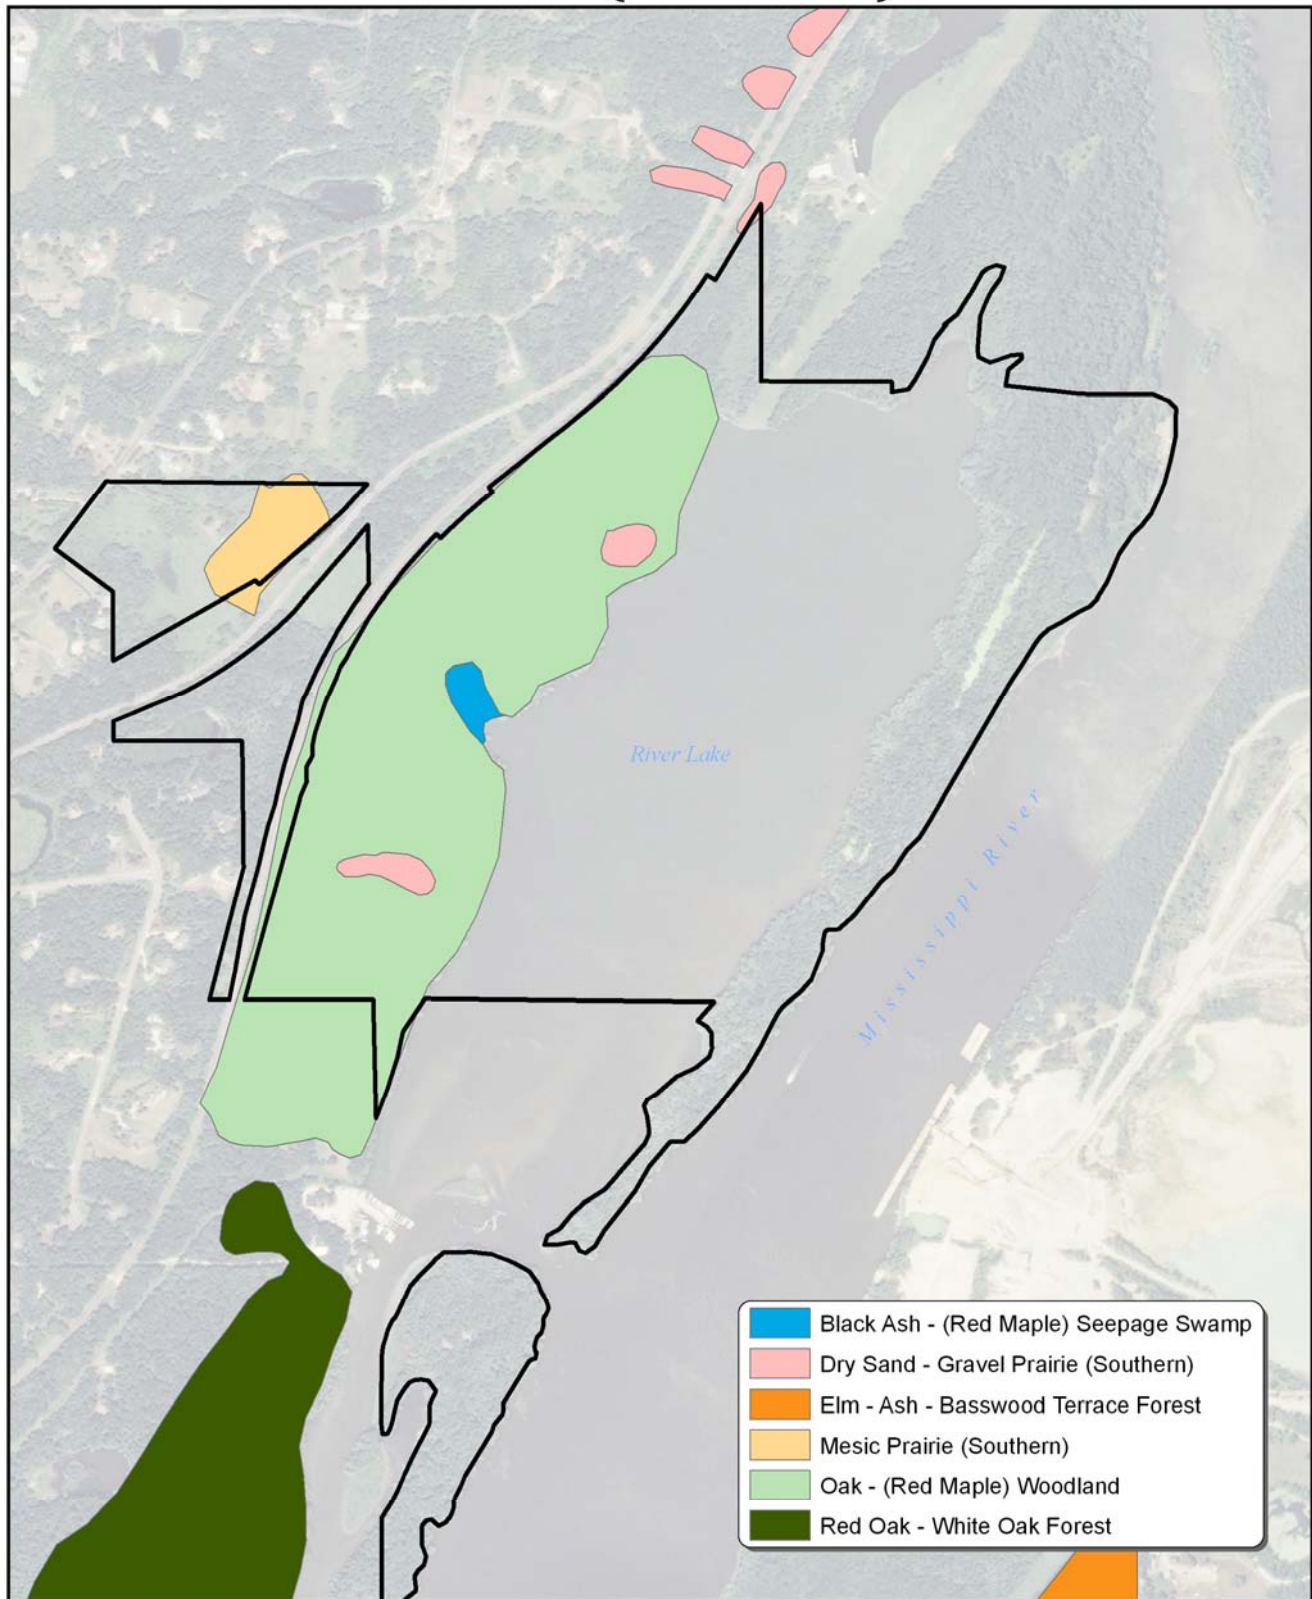 River Lake
Mississippi River
Black Ash - (Red Maple) Seepage Swamp
Dry Sand - Gravel Prairie (Southern)
Elm - Ash - Basswood Terrace Forest
Mesic Prairie (Southern)
Oak - (Red Maple) Woodland
Red Oak - White Oak Forest